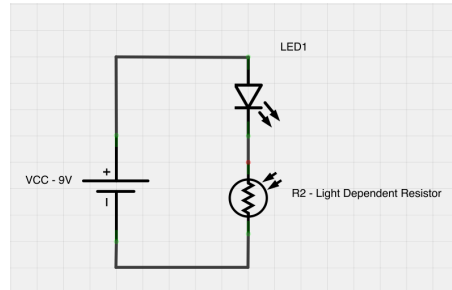 LED1
VCC - 9V
R2 - Light Dependent Resistor